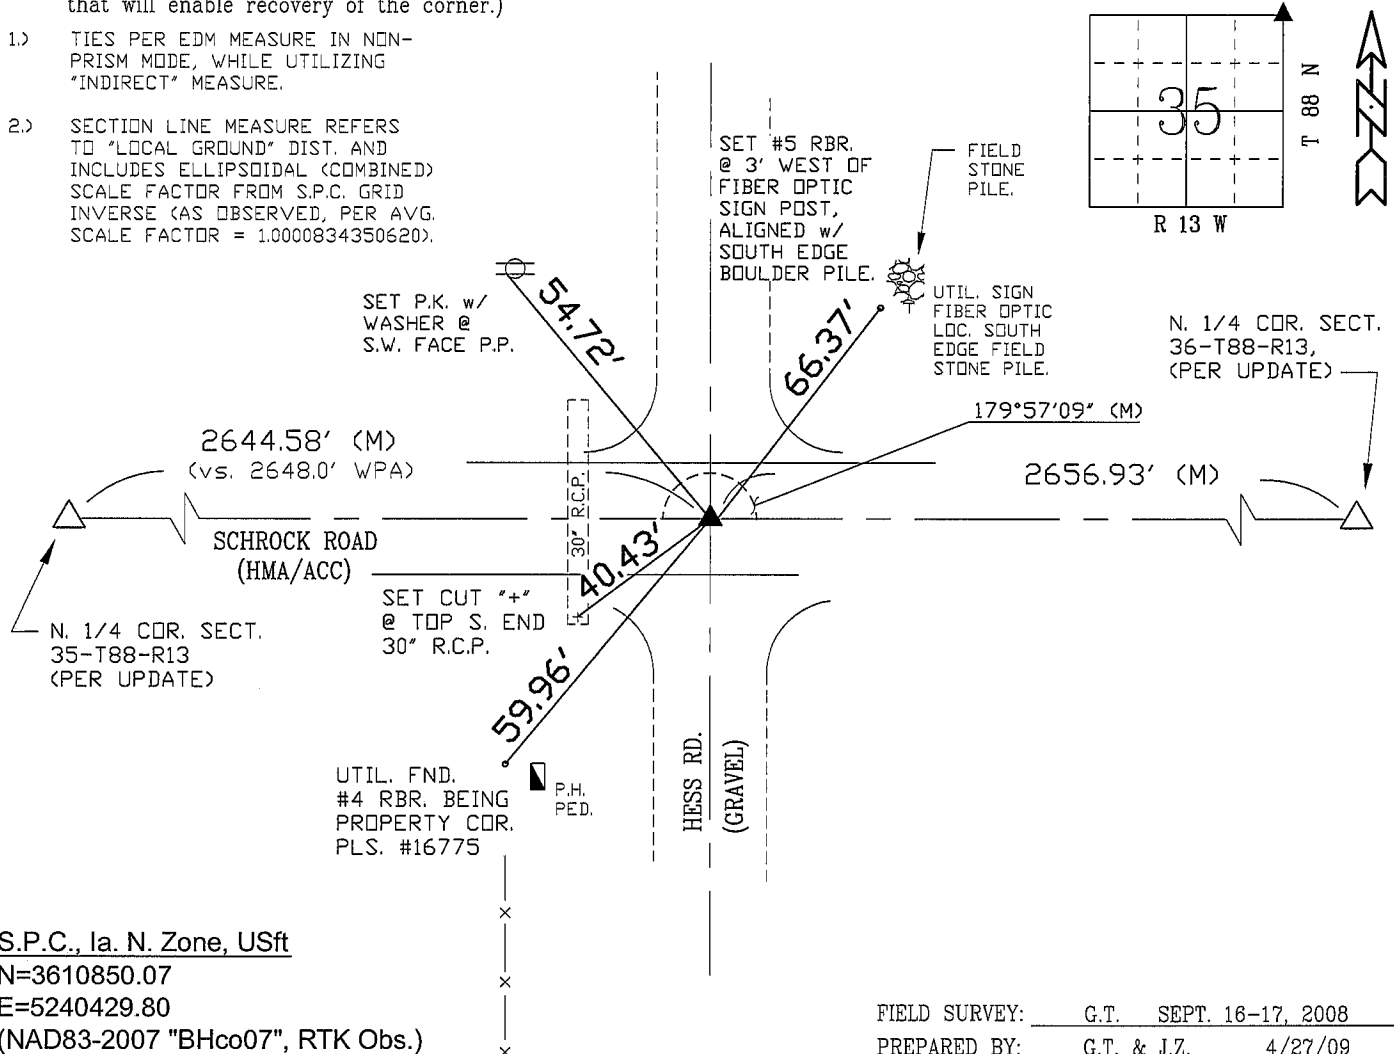 that will enable recovery of the corner.)
1.) TIES PER EDM MEASURE IN NON-
PRISM MODE, WHILE UTILIZING
"INDIRECT" MEASURE.
2.) SECTION LINE MEASURE REFERS
TO "LOCAL GROUND" DIST. AND
INCLUDES ELLIPSOIDAL (COMBINED)
SCALE FACTOR FROM S.P.C. GRID
INVERSE (AS OBSERVED, PER AVG.
SCALE FACTOR = 1.0000834350620).
35
T 88 N
R 13 W
N
SET #5 RBR.
@ 3' WEST OF
FIBER OPTIC
SIGN POST,
ALIGNED w/
SOUTH EDGE
BOULDER PILE.
FIELD
STONE
PILE.
SET P.K. w/
WASHER @
S.W. FACE P.P.
54.72'
66.37'
UTIL. SIGN
FIBER OPTIC
LOC. SOUTH
EDGE FIELD
STONE PILE.
N. 1/4 COR. SECT.
36-T88-R13,
(PER UPDATE)
179°57'09" (M)
2644.58' (M)
(vs. 2648.0' WPA)
30" R.C.P.
2656.93' (M)
SCHROCK ROAD
(HMA/ACC)
40.43'
SET CUT "+"
@ TOP S. END
30" R.C.P.
N. 1/4 COR. SECT.
35-T88-R13
(PER UPDATE)
59.96'
UTIL. FND.
#4 RBR. BEING
PROPERTY COR.
PLS. #16775
P.H.
PED.
HESS RD.
(GRAVEL)
S.P.C., Ia. N. Zone, USft
N=3610850.07
E=5240429.80
(NAD83-2007 "BHco07", RTK Obs.)
FIELD SURVEY: G.T. SEPT. 16-17, 2008
PREPARED BY: G.T. & J.Z. 4/27/09